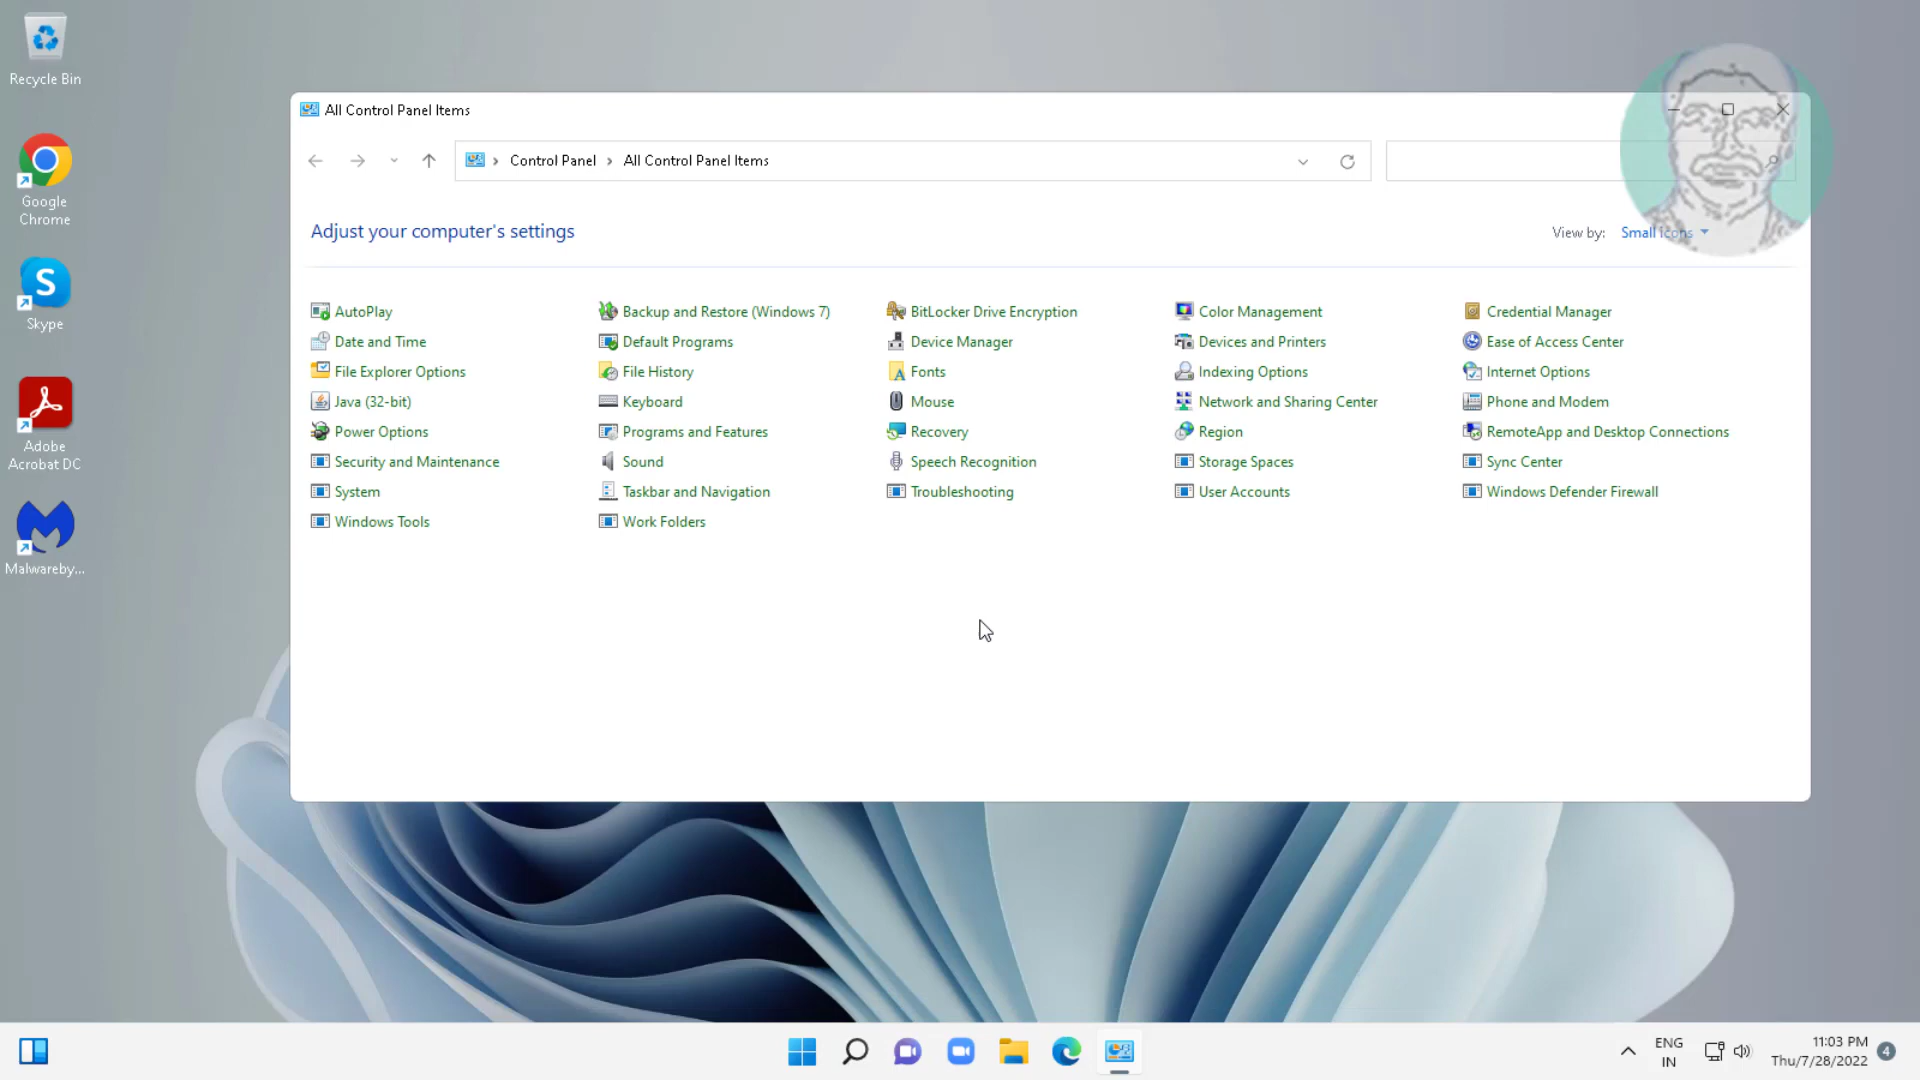 Recycle Bin
Google
Chrome
Skype
Adobe
Acrobat DC
Malwareby...
All Control Panel Items
Control Panel > All Control Panel Items
Adjust your computer's settings
View by: Small icons
AutoPlay
Backup and Restore (Windows 7)
BitLocker Drive Encryption
Color Management
Credential Manager
Date and Time
Default Programs
Device Manager
Devices and Printers
Ease of Access Center
File Explorer Options
File History
Fonts
Indexing Options
Internet Options
Java (32-bit)
Keyboard
Mouse
Network and Sharing Center
Phone and Modem
Power Options
Programs and Features
Recovery
Region
RemoteApp and Desktop Connections
Security and Maintenance
Sound
Speech Recognition
Storage Spaces
Sync Center
System
Taskbar and Navigation
Troubleshooting
User Accounts
Windows Defender Firewall
Windows Tools
Work Folders
ENG
IN
11:03 PM
Thu/7/28/2022
4